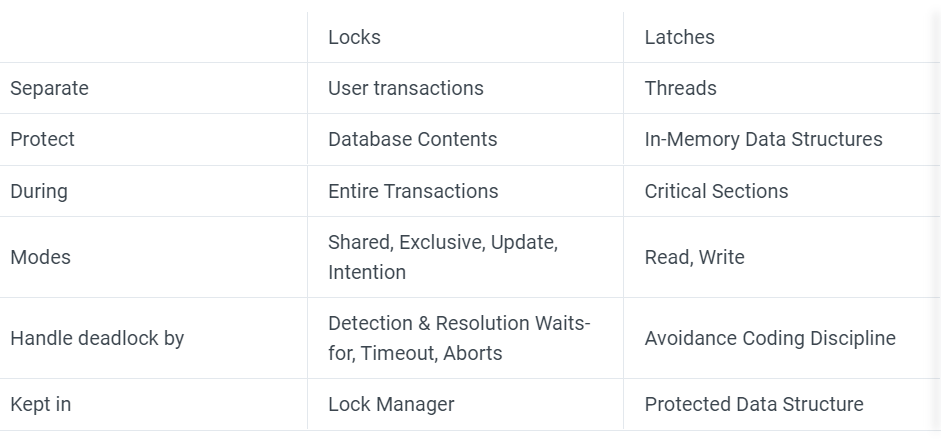 Locks
Latches
Separate
User transactions
Threads
Protect
Database Contents
In-Memory Data Structures
During
Entire Transactions
Critical Sections
Modes
Shared, Exclusive, Update,
Intention
Read, Write
Handle deadlock by
Detection & Resolution Waits-
for, Timeout, Aborts
Avoidance Coding Discipline
Kept in
Lock Manager
Protected Data Structure